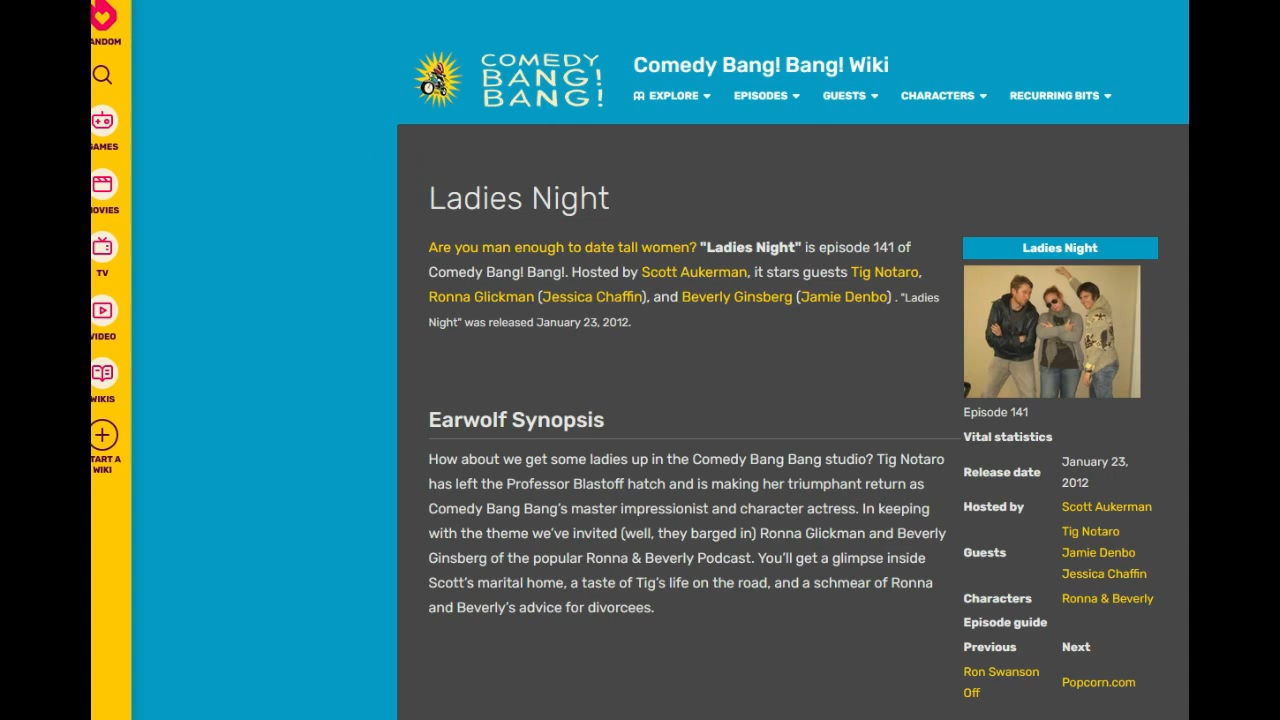 ANDOM
GAMES
MOVIES
TV
VIDEO
WIKIS
TART A
WIKI
COMEDY
BANG!
BANG!
Comedy Bang! Bang! Wiki
EXPLORE
EPISODES
GUESTS
CHARACTERS
RECURRING BITS
Ladies Night
Are you man enough to date tall women? "Ladies Night" is episode 141 of
Comedy Bang! Bang!. Hosted by Scott Aukerman, it stars guests Tig Notaro,
Ronna Glickman (Jessica Chaffin), and Beverly Ginsberg (Jamie Denbo) . "Ladies
Night" was released January 23, 2012.
Earwolf Synopsis
How about we get some ladies up in the Comedy Bang Bang studio? Tig Notaro
has left the Professor Blastoff hatch and is making her triumphant return as
Comedy Bang Bang's master impressionist and character actress. In keeping
with the theme we've invited (well, they barged in) Ronna Glickman and Beverly
Ginsberg of the popular Ronna & Beverly Podcast. You'll get a glimpse inside
Scott's marital home, a taste of Tig's life on the road, and a schmear of Ronna
and Beverly's advice for divorcees.
Ladies Night
Episode 141
Vital statistics
Release date January 23,
2012
Hosted by Scott Aukerman
Tig Notaro
Guests Jamie Denbo
Jessica Chaffin
Characters Ronna & Beverly
Episode guide
Previous Next
Ron Swanson
Off
Popcorn.com